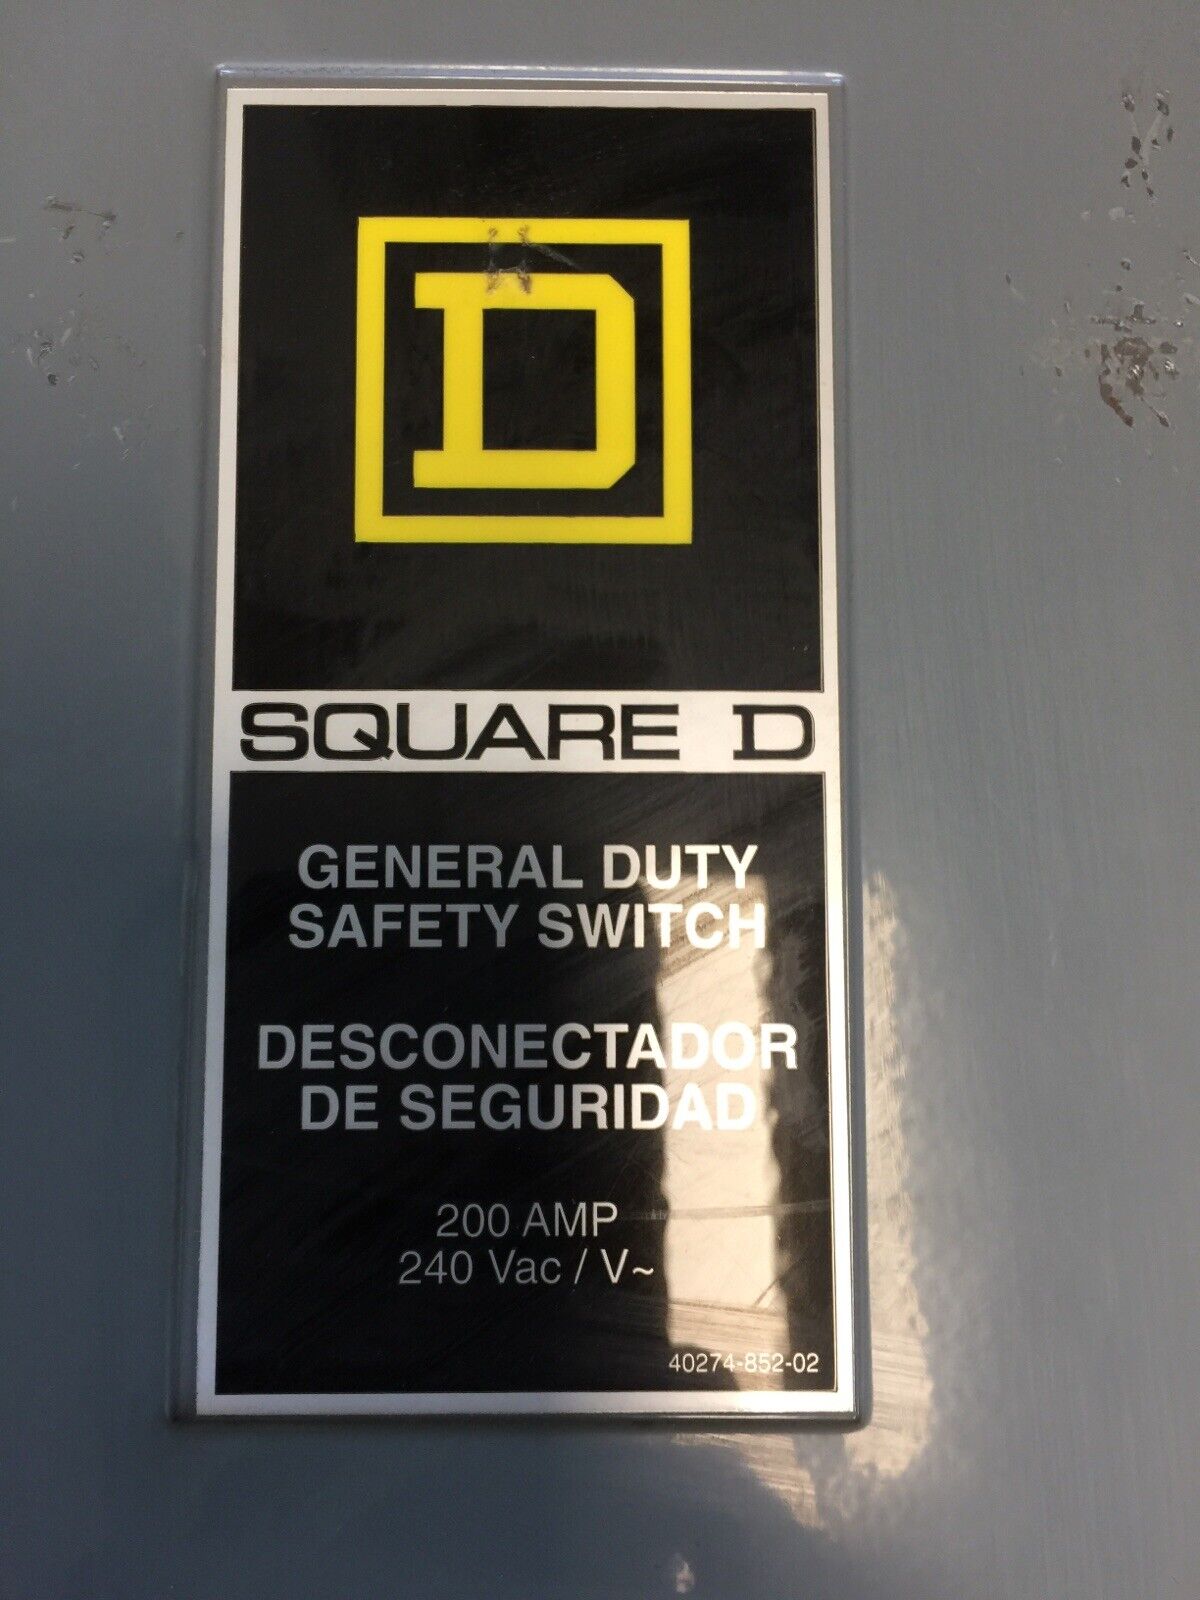 D
SQUARE D
GENERAL DUTY
SAFETY SWITCH
DESCONECTADOR
DE SEGURIDAD
200 AMP
240 Vac / V~
40274-852-02